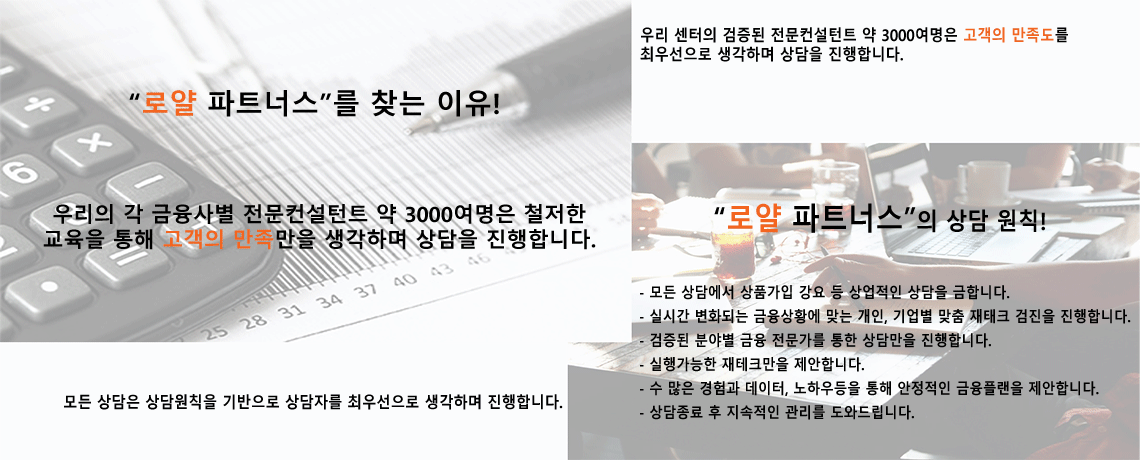 “로얄 파트너스”를 찾는 이유!
우리의 각 금융사별 전문컨설턴트 약 3000여명은 철저한
교육을 통해 고객의 만족만을 생각하며 상담을 진행합니다.
25 28 31 34 37 40 43 46
모든 상담은 상담원칙을 기반으로 상담자를 최우선으로 생각하며 진행합니다.
우리 센터의 검증된 전문컨설턴트 약 3000여명은 고객의 만족도를
최우선으로 생각하며 상담을 진행합니다.
“로얄 파트너스”의 상담 원칙!
- 모든 상담에서 상품가입 강요 등 상업적인 상담을 금합니다.
- 실시간 변화되는 금융상황에 맞는 개인, 기업별 맞춤 재태크 검진을 진행합니다.
- 검증된 분야별 금융 전문가를 통한 상담만을 진행합니다.
- 실행가능한 재테크만을 제안합니다.
- 수 많은 경험과 데이터, 노하우등을 통해 안정적인 금융플랜을 제안합니다.
- 상담종료 후 지속적인 관리를 도와드립니다.